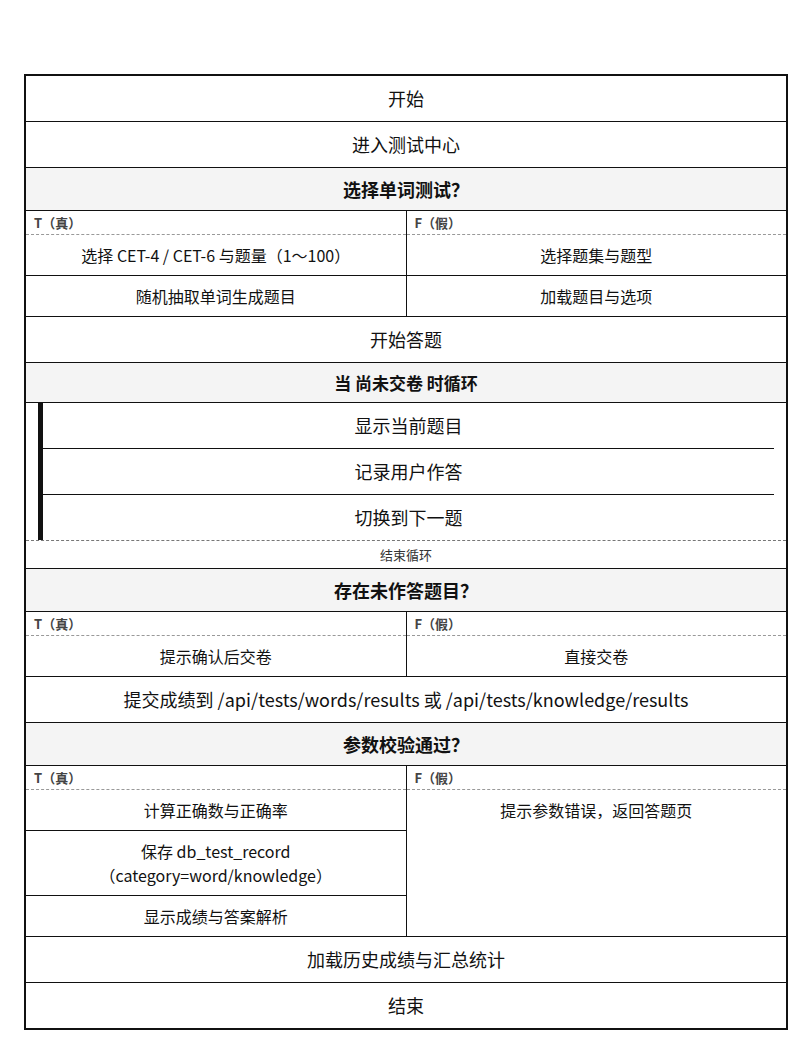 开始
进入测试中心
选择单词测试？
T（真）
F（假）
选择 CET-4 / CET-6 与题量（1～100）
选择题集与题型
随机抽取单词生成题目
加载题目与选项
开始答题
当 尚未交卷 时循环
显示当前题目
记录用户作答
切换到下一题
结束循环
存在未作答题目？
T（真）
F（假）
提示确认后交卷
直接交卷
提交成绩到 /api/tests/words/results 或 /api/tests/knowledge/results
参数校验通过？
T（真）
F（假）
计算正确数与正确率
提示参数错误，返回答题页
保存 db_test_record
（category=word/knowledge）
显示成绩与答案解析
加载历史成绩与汇总统计
结束